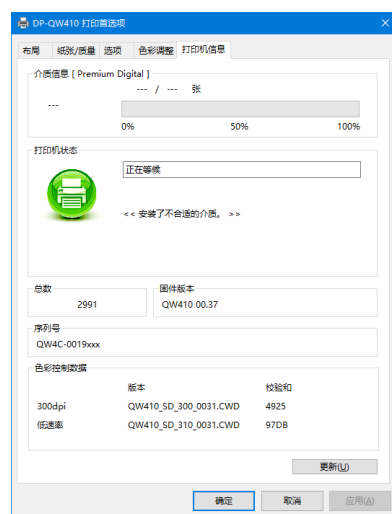 DP-QW410 打印首选项
布局 纸张/质量 选项 色彩调整 打印机信息
介质信息 [ Premium Digital ]
--- / --- 张
---
0% 50% 100%
打印机状态
正在等候
<< 安装了不合适的介质。 >>
总数 固件版本
2991 QW410 00.37
序列号
QW4C-0019xxx
色彩控制数据
版本 校验和
300dpi QW410_SD_300_0031.CWD 4925
低速率 QW410_SD_310_0031.CWD 97DB
更新(U)
确定 取消 应用(A)